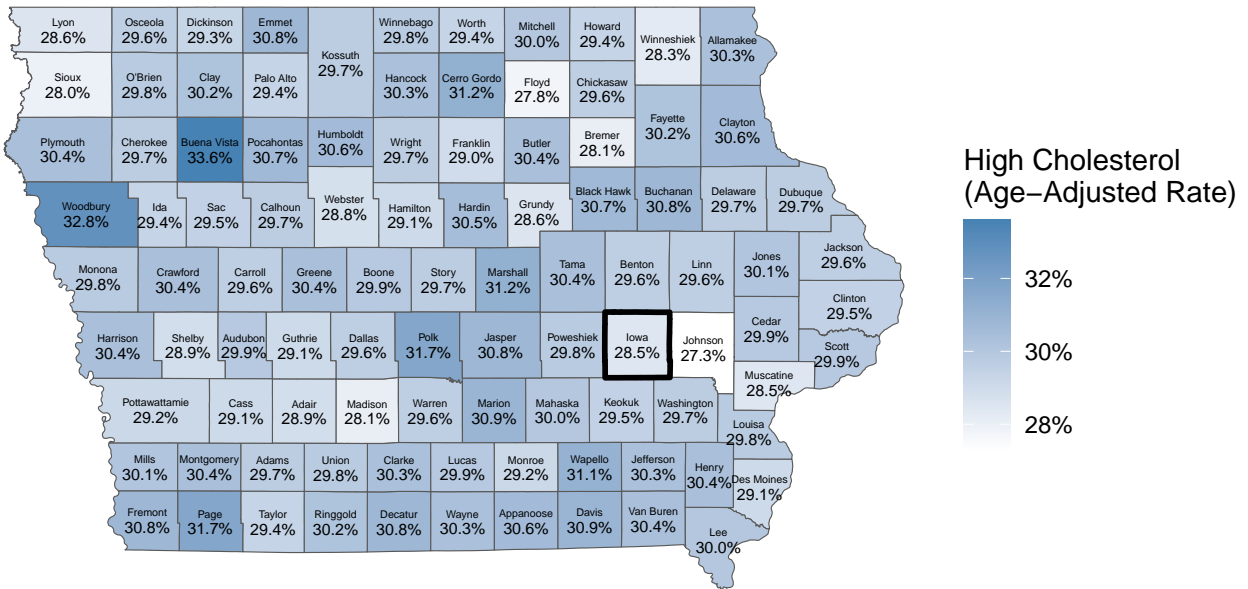 Lyon
28.6%
Osceola
29.6%
Dickinson
29.3%
Emmet
30.8%
Kossuth
29.7%
Winnebago
29.8%
Worth
29.4%
Mitchell
30.0%
Howard
29.4%
Winneshiek
28.3%
Allamakee
30.3%
Sioux
28.0%
O'Brien
29.8%
Clay
30.2%
Palo Alto
29.4%
Hancock
30.3%
Cerro Gordo
31.2%
Floyd
27.8%
Chickasaw
29.6%
Fayette
30.2%
Clayton
30.6%
Plymouth
30.4%
Cherokee
29.7%
Buena Vista
33.6%
Pocahontas
30.7%
Humboldt
30.6%
Wright
29.7%
Franklin
29.0%
Butler
30.4%
Bremer
28.1%
High Cholesterol
(Age−Adjusted Rate)
Woodbury
32.8%
Ida
29.4%
Sac
29.5%
Calhoun
29.7%
Webster
28.8%
Hamilton
29.1%
Hardin
30.5%
Grundy
28.6%
Black Hawk
30.7%
Buchanan
30.8%
Delaware
29.7%
Dubuque
29.7%
Monona
29.8%
Crawford
30.4%
Carroll
29.6%
Greene
30.4%
Boone
29.9%
Story
29.7%
Marshall
31.2%
Tama
30.4%
Benton
29.6%
Linn
29.6%
Jones
30.1%
Jackson
29.6%
Clinton
29.5%
32%
30%
28%
Harrison
30.4%
Shelby
28.9%
Audubon
29.9%
Guthrie
29.1%
Dallas
29.6%
Polk
31.7%
Jasper
30.8%
Poweshiek
29.8%
Iowa
28.5%
Johnson
27.3%
Cedar
29.9%
Scott
29.9%
Muscatine
28.5%
Pottawattamie
29.2%
Cass
29.1%
Adair
28.9%
Madison
28.1%
Warren
29.6%
Marion
30.9%
Mahaska
30.0%
Keokuk
29.5%
Washington
29.7%
Louisa
29.8%
Mills
30.1%
Montgomery
30.4%
Adams
29.7%
Union
29.8%
Clarke
30.3%
Lucas
29.9%
Monroe
29.2%
Wapello
31.1%
Jefferson
30.3%
Henry
30.4%
Des Moines
29.1%
Fremont
30.8%
Page
31.7%
Taylor
29.4%
Ringgold
30.2%
Decatur
30.8%
Wayne
30.3%
Appanoose
30.6%
Davis
30.9%
Van Buren
30.4%
Lee
30.0%